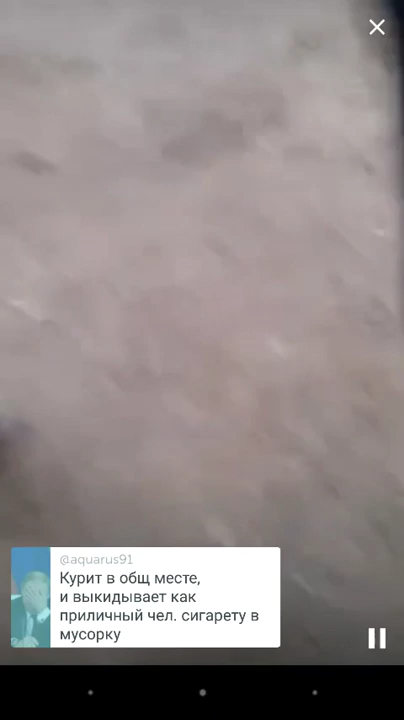 @aquarus91
Курит в общ месте,
и выкидывает как
приличный чел. сигарету в
мусорку